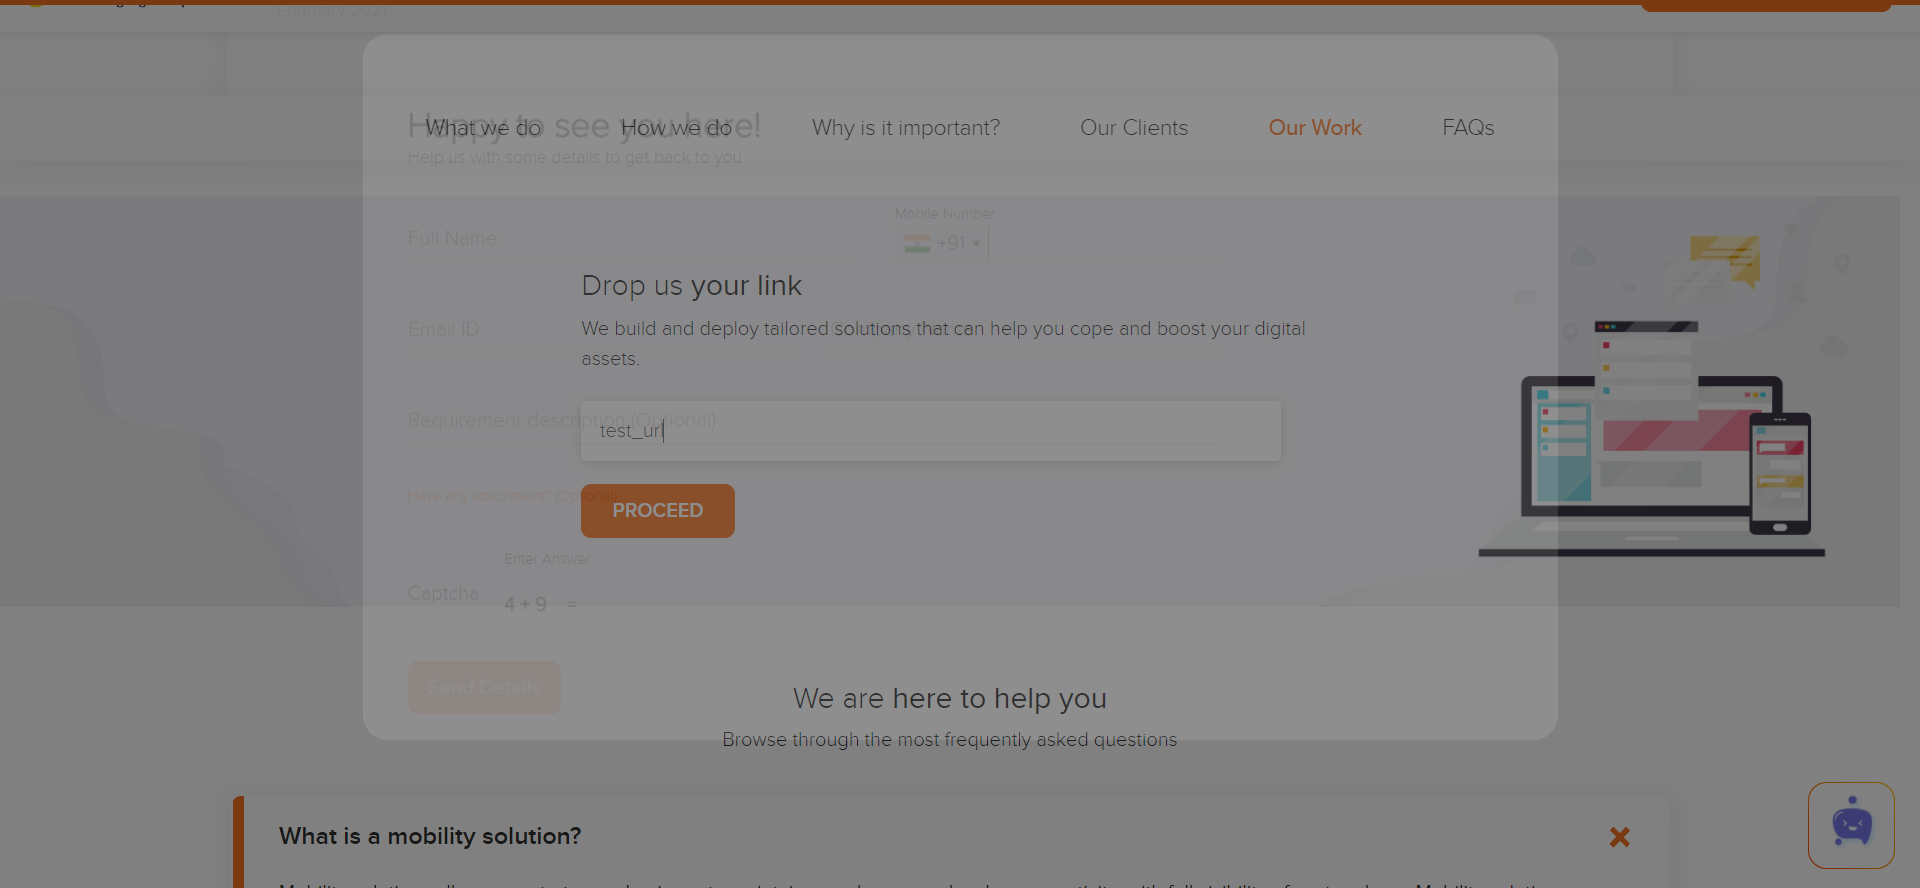 February 2021
Happy to see you here!
What we do
How we do
Why is it important?
Our Clients
Our Work
FAQs
Help us with some details to get back to you
Mobile Number
Full Name
+91
Drop us your link
Email ID
We build and deploy tailored solutions that can help you cope and boost your digital
assets.
Requirement description (Optional)
test_url
Have any attachment? (Optional)
PROCEED
Enter Answer
Captcha
4 + 9 =
Send Details
We are here to help you
Browse through the most frequently asked questions
What is a mobility solution?